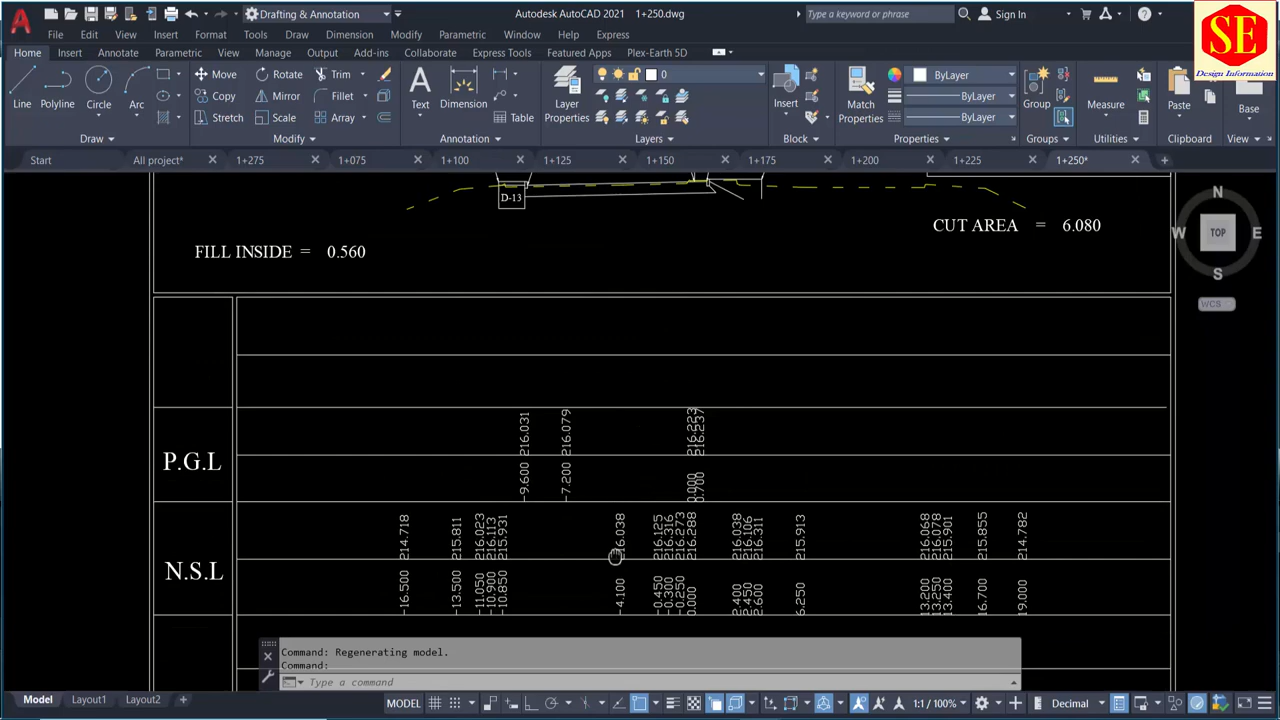 Drafting & Annotation
Autodesk AutoCAD 2021 1+250.dwg
Type a keyword or phrase
Sign In
SE
Design Information
File Edit View Insert Format Tools Draw Dimension Modify Parametric Window Help Express
Home Insert Annotate Parametric View Manage Output Add-ins Collaborate Express Tools Featured Apps Plex-Earth 5D
Line
Polyline
Circle
Arc
Move
Rotate
Trim
Copy
Mirror
Fillet
Stretch
Scale
Array
Text
Dimension
Table
Layer
Properties
0
Insert
Match
Properties
ByLayer
ByLayer
ByLayer
Group
Measure
Paste
Base
Draw Modify Annotation Layers Block Properties Groups Utilities Clipboard View
Start All project* 1+275 1+075 1+100 1+125 1+150 1+175 1+200 1+225 1+250*
N
W TOP E
S
WCS
D-13
CUT AREA = 6.080
FILL INSIDE = 0.560
P.G.L
216.031 216.079 216.223 216.237
-9.600 -7.200 0.000 0.700
N.S.L
214.718 215.811 216.023 216.113 215.931 216.038 216.125 216.316 216.273 216.288 216.038 216.106 216.311 215.913 216.068 216.078 215.901 215.855 214.782
-16.500 -13.500 -11.050 -10.900 -10.850 -4.100 -0.450 -0.300 -0.250 0.000 2.400 2.450 2.600 6.250 13.200 13.250 13.400 16.700 19.000
Command: Regenerating model.
Command:
Type a command
Model Layout1 Layout2
MODEL
1:1 / 100%
Decimal